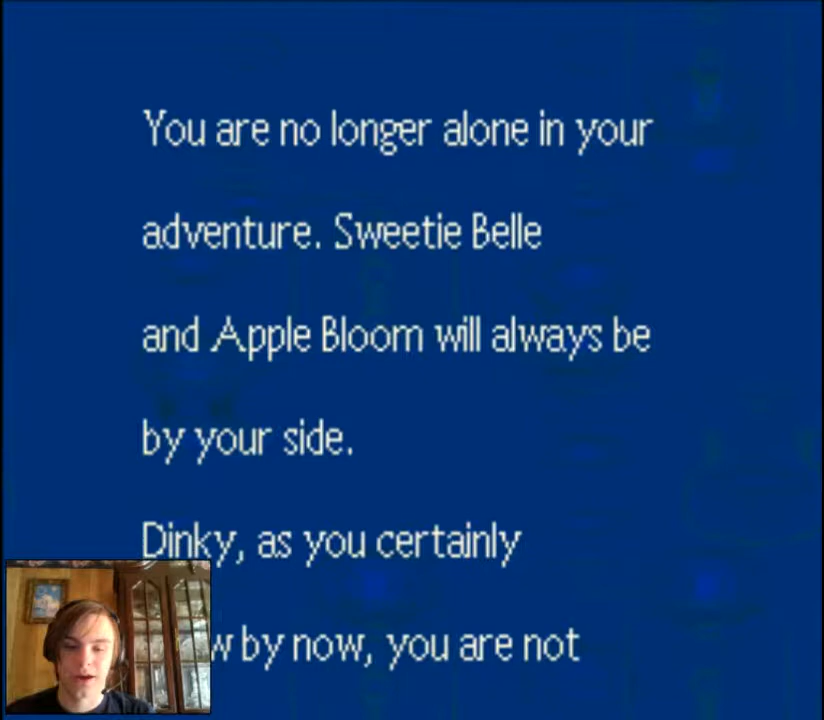 You are no longer alone in your
adventure. Sweetie Belle
and Apple Bloom will always be
by your side.
Dinky, as you certainly
by now, you are not